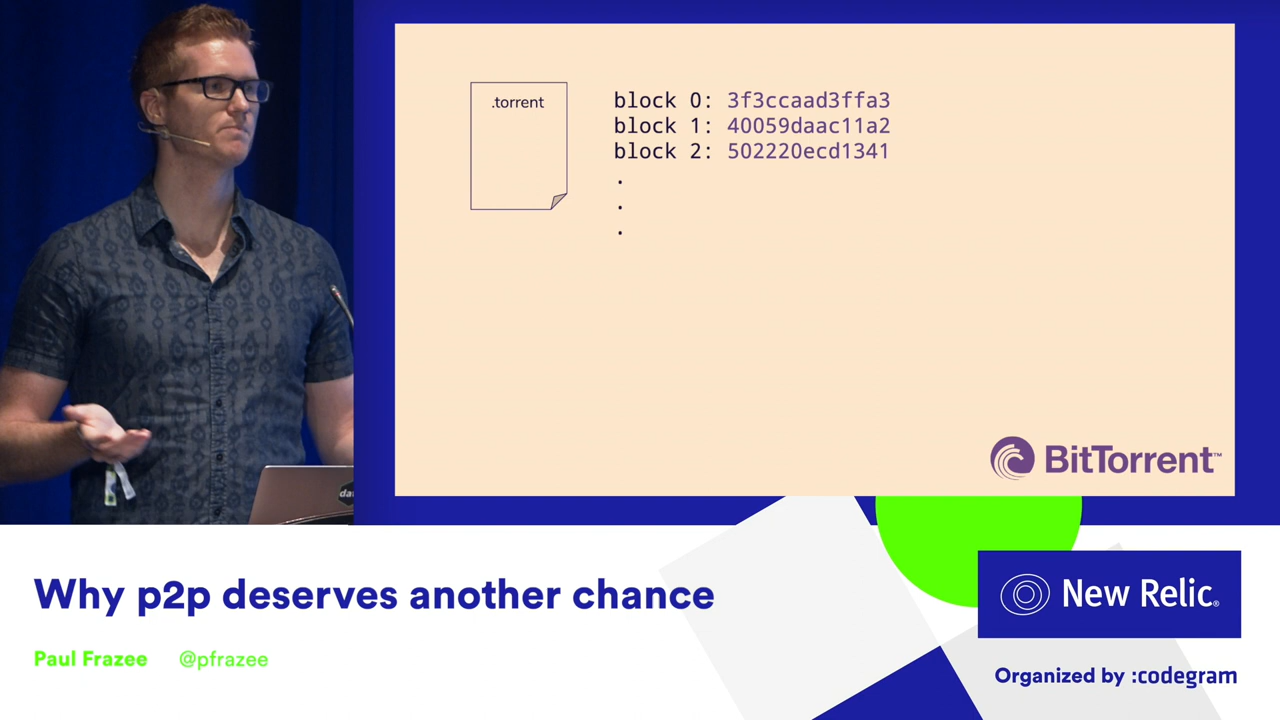 .torrent
block 0: 3f3ccaad3ffa3
block 1: 40059daac11a2
block 2: 502220ecd1341
.
.
.
BitTorrent™
Why p2p deserves another chance
Paul Frazee @pfrazee
New Relic®
Organized by :codegram